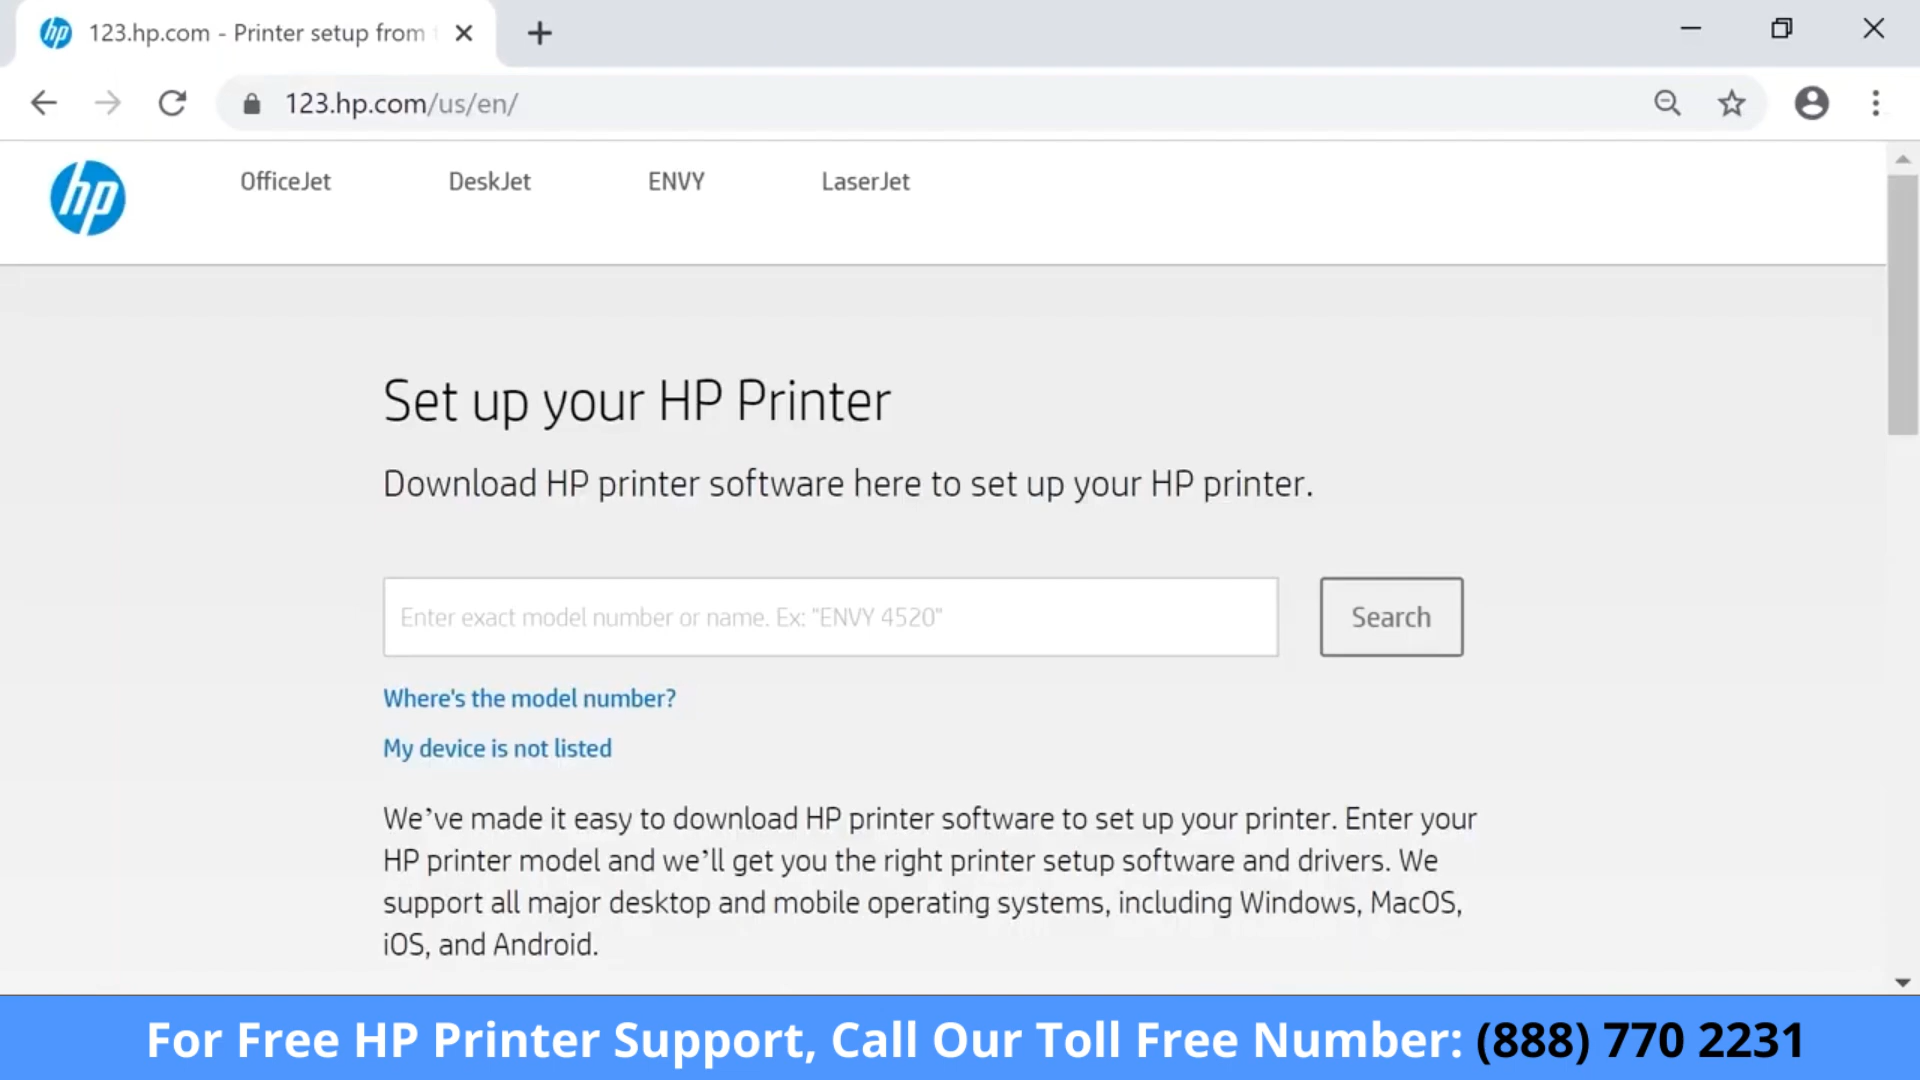 hp 123.hp.com - Printer setup from
123.hp.com/us/en/
hp OfficeJet DeskJet ENVY LaserJet
Set up your HP Printer
Download HP printer software here to set up your HP printer.
Enter exact model number or name. Ex: "ENVY 4520" Search
Where's the model number?
My device is not listed
We've made it easy to download HP printer software to set up your printer. Enter your
HP printer model and we'll get you the right printer setup software and drivers. We
support all major desktop and mobile operating systems, including Windows, MacOS,
iOS, and Android.
For Free HP Printer Support, Call Our Toll Free Number: (888) 770 2231